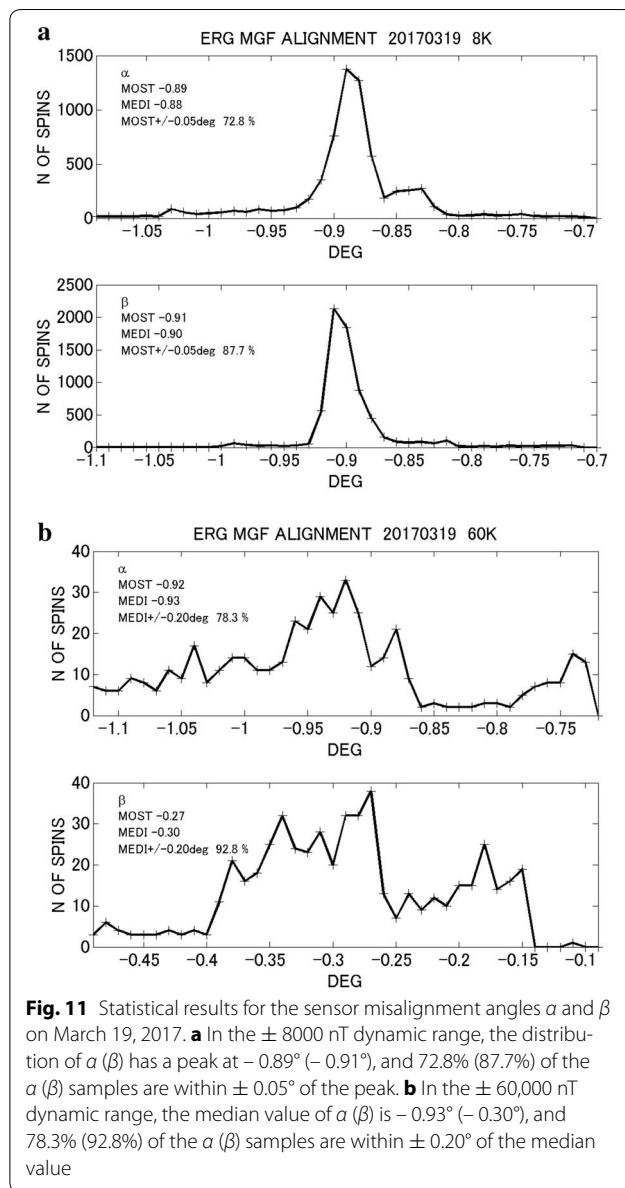 a
ERG MGF ALIGNMENT 20170319 8K
α
MOST -0.89
MEDI -0.88
MOST+/-0.05deg 72.8 %
N OF SPINS
1500
1000
500
0
-1.05 -1 -0.95 -0.9 -0.85 -0.8 -0.75 -0.7
DEG
β
MOST -0.91
MEDI -0.90
MOST+/-0.05deg 87.7 %
N OF SPINS
2500
2000
1500
1000
500
0
-1.1 -1.05 -1 -0.95 -0.9 -0.85 -0.8 -0.75 -0.7
DEG
b
ERG MGF ALIGNMENT 20170319 60K
α
MOST -0.92
MEDI -0.93
MEDI+/-0.20deg 78.3 %
N OF SPINS
40
30
20
10
0
-1.1 -1.05 -1 -0.95 -0.9 -0.85 -0.8 -0.75
DEG
β
MOST -0.27
MEDI -0.30
MEDI+/-0.20deg 92.8 %
N OF SPINS
40
30
20
10
0
-0.45 -0.4 -0.35 -0.3 -0.25 -0.2 -0.15 -0.1
DEG
Fig. 11 Statistical results for the sensor misalignment angles α and β
on March 19, 2017. a In the ± 8000 nT dynamic range, the distribu-
tion of α (β) has a peak at – 0.89° (– 0.91°), and 72.8% (87.7%) of the
α (β) samples are within ± 0.05° of the peak. b In the ± 60,000 nT
dynamic range, the median value of α (β) is – 0.93° (– 0.30°), and
78.3% (92.8%) of the α (β) samples are within ± 0.20° of the median
value